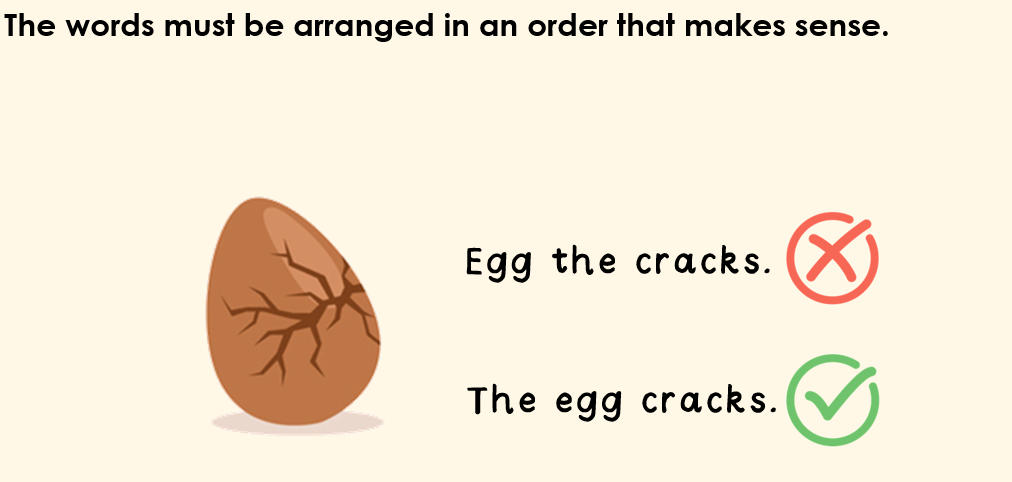 The words must be arranged in an order that makes sense.
Egg the cracks.
The egg cracks.